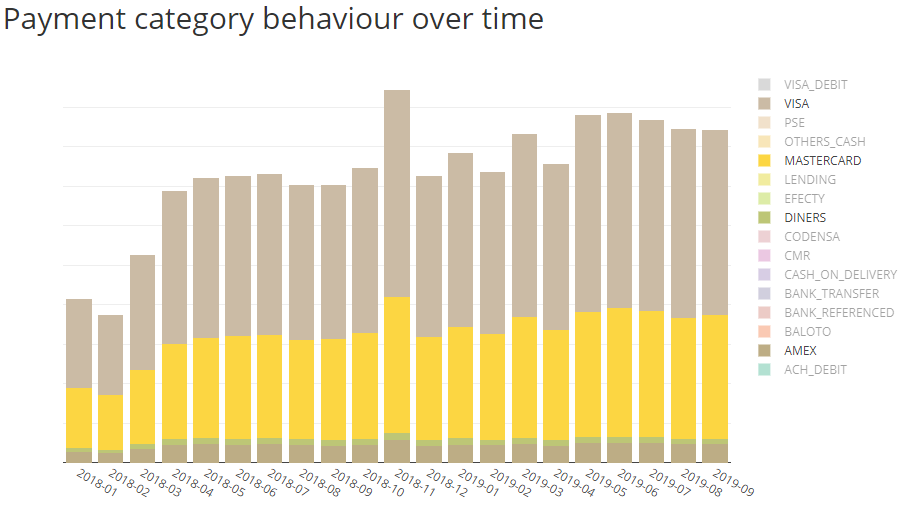 Payment category behaviour over time
VISA_DEBIT
VISA
PSE
OTHERS_CASH
MASTERCARD
LENDING
EFECTY
DINERS
CODENSA
CMR
CASH_ON_DELIVERY
BANK_TRANSFER
BANK_REFERENCED
BALOTO
AMEX
ACH_DEBIT
2018-01
2018-02
2018-03
2018-04
2018-05
2018-06
2018-07
2018-08
2018-09
2018-10
2018-11
2018-12
2019-01
2019-02
2019-03
2019-04
2019-05
2019-06
2019-07
2019-08
2019-09